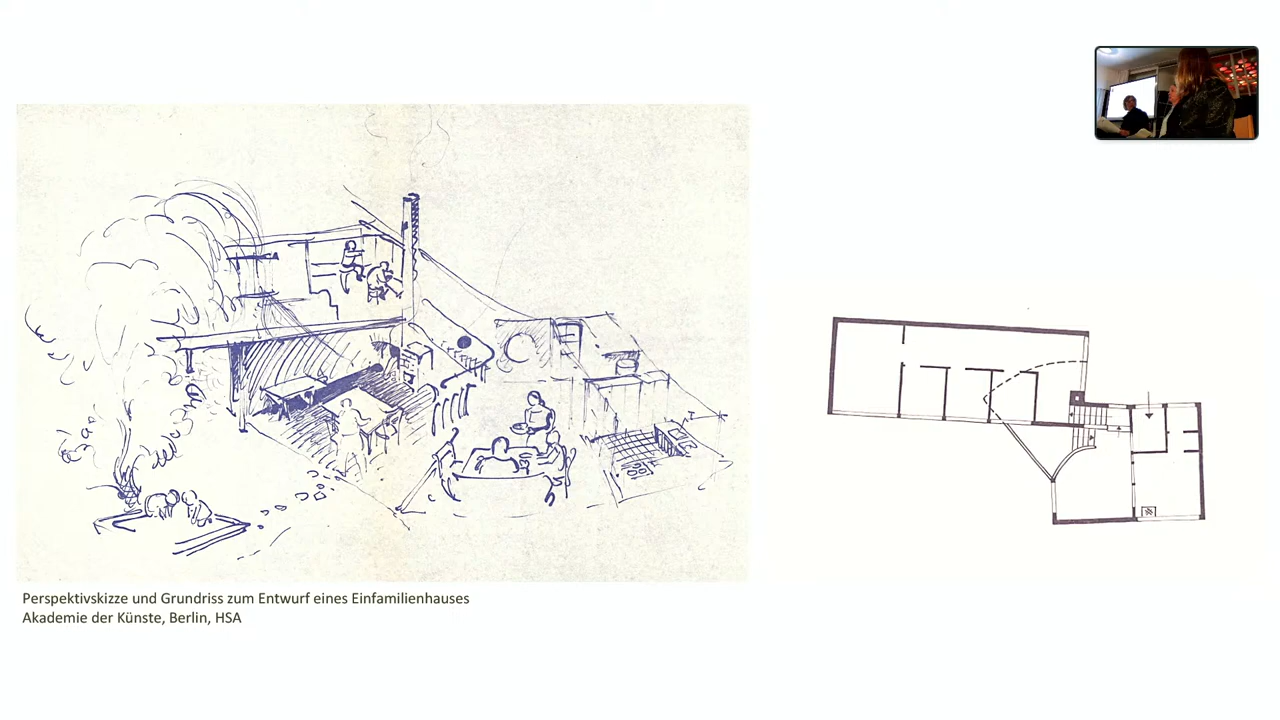 Perspektivskizze und Grundriss zum Entwurf eines Einfamilienhauses
Akademie der Künste, Berlin, HSA